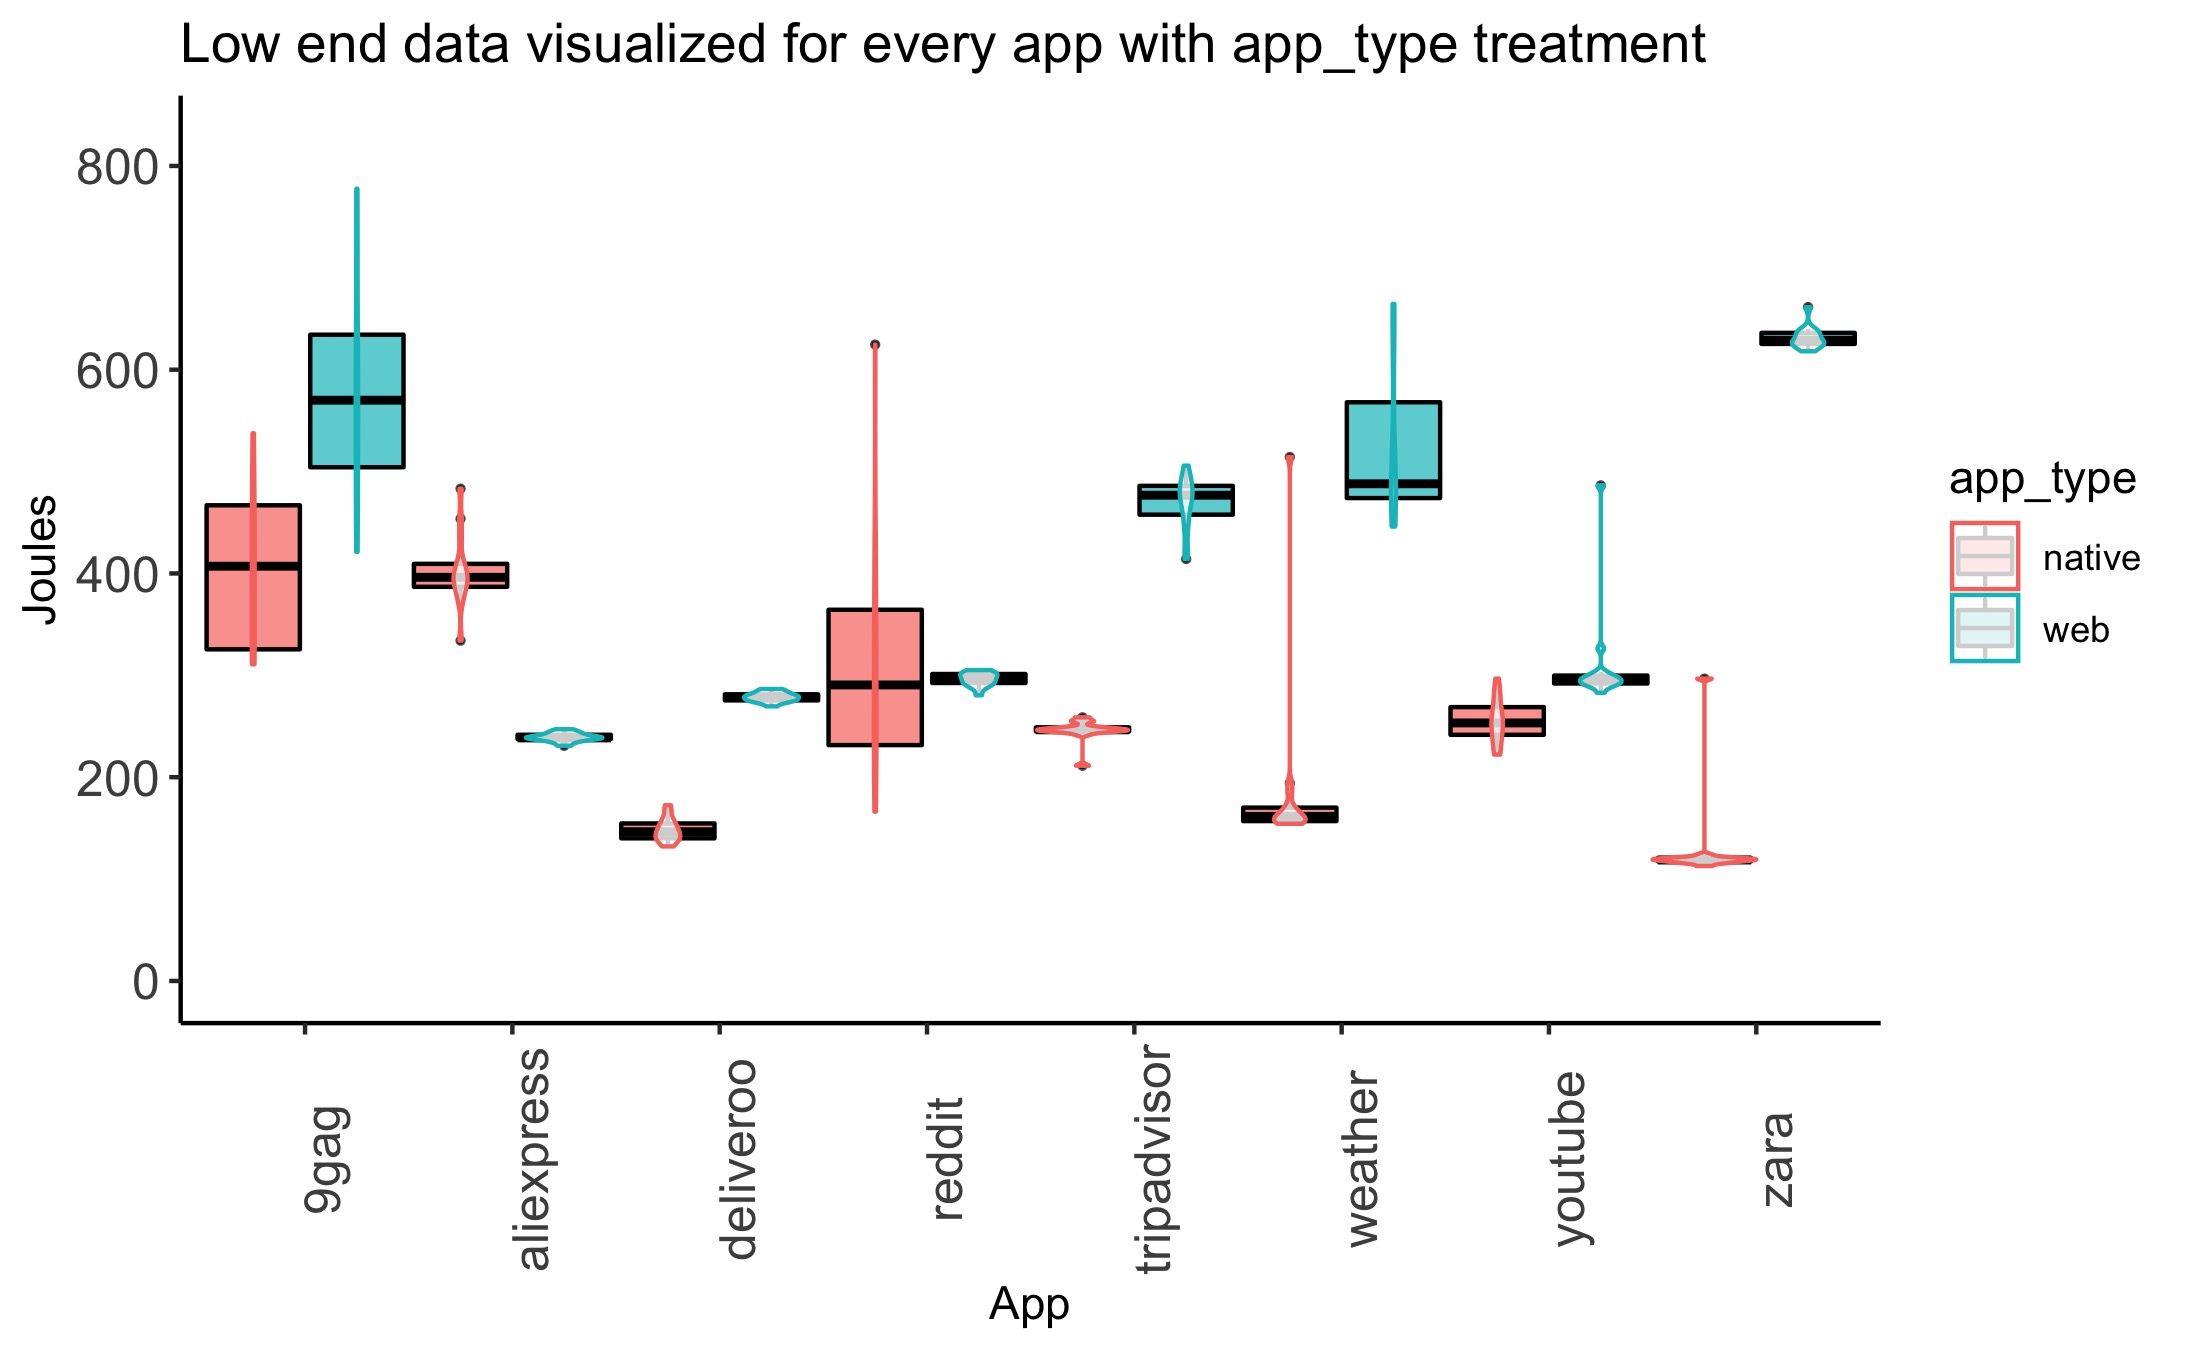 Low end data visualized for every app with app_type treatment
Joules
800
600
400
200
0
9gag
aliexpress
deliveroo
reddit
tripadvisor
weather
youtube
zara
App
app_type
native
web